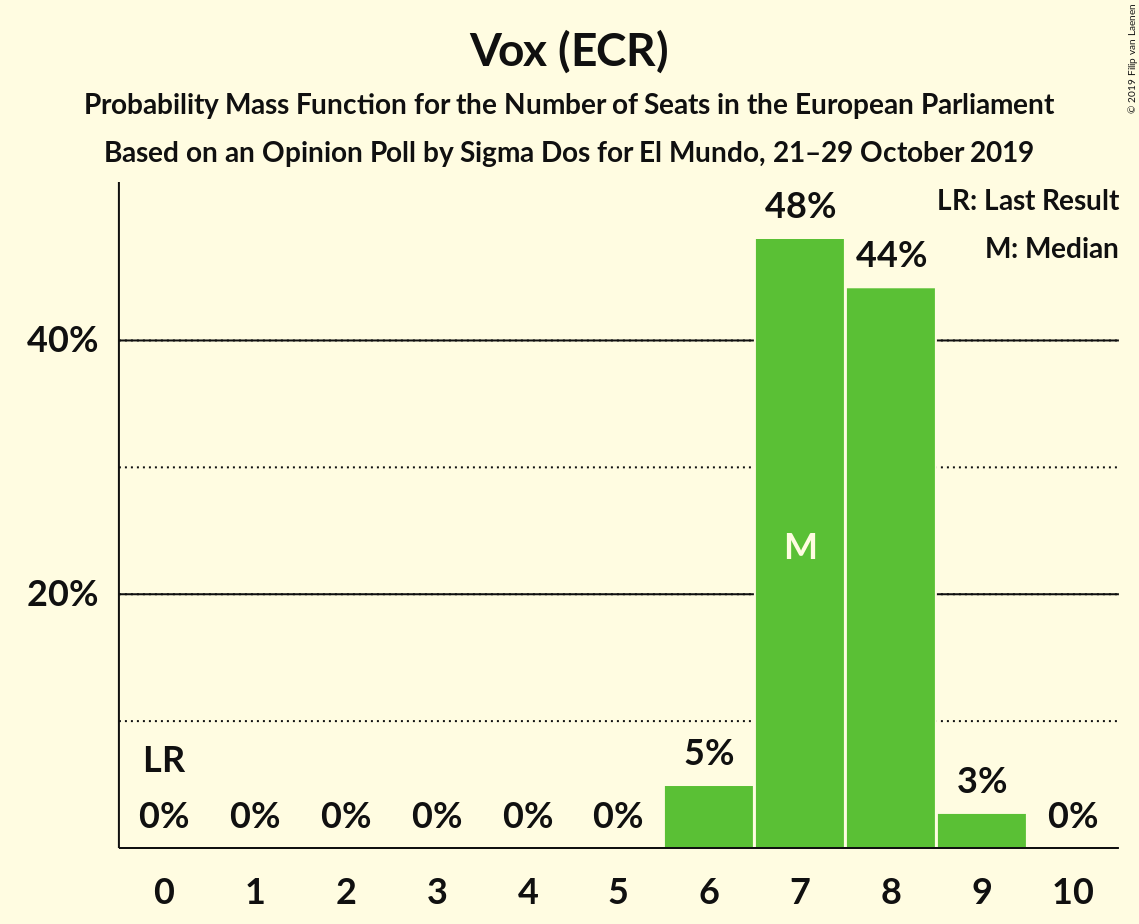 Vox (ECR)
Probability Mass Function for the Number of Seats in the European Parliament
Based on an Opinion Poll by Sigma Dos for El Mundo, 21–29 October 2019
© 2019 Filip van Laenen
LR: Last Result
M: Median
48%
44%
40%
M
20%
LR
5%
3%
0% 0% 0% 0% 0% 0% 0%
0 1 2 3 4 5 6 7 8 9 10